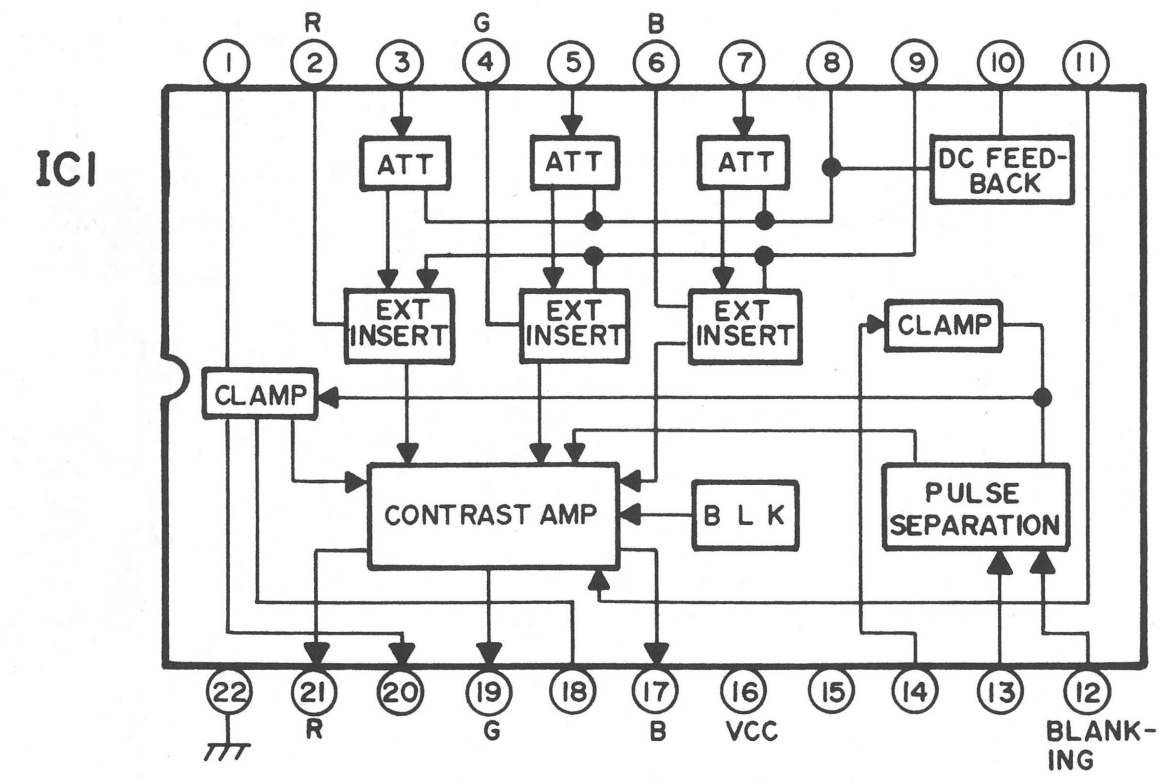 R G B
1 2 3 4 5 6 7 8 9 10 11
IC1
ATT ATT ATT
DC FEED-
BACK
EXT
INSERT
EXT
INSERT
EXT
INSERT
CLAMP
CLAMP
CONTRAST AMP
B L K
PULSE
SEPARATION
22 21 20 19 18 17 16 15 14 13 12
R G B VCC
BLANK-
ING